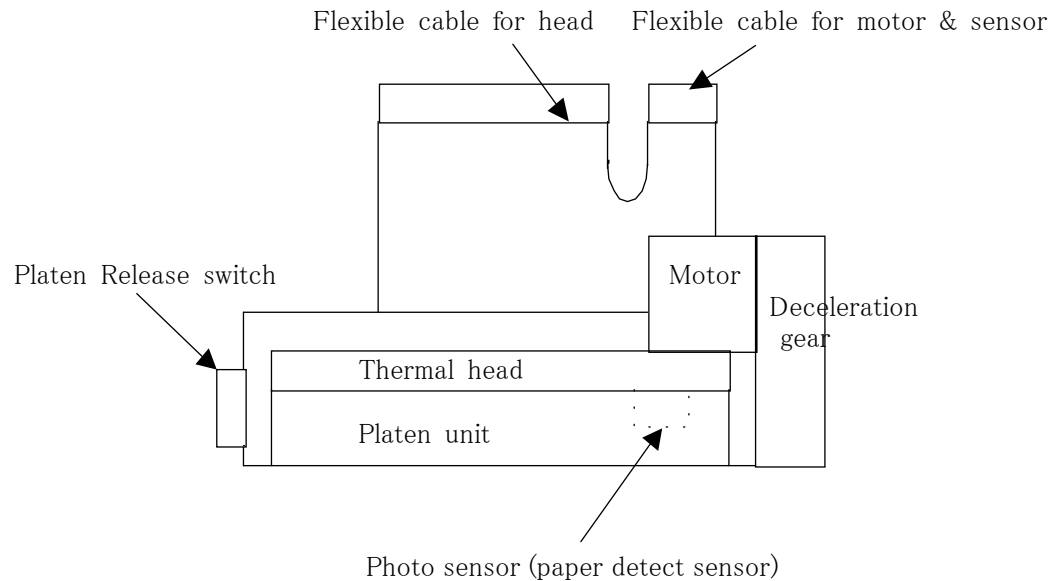 Flexible cable for head
Flexible cable for motor & sensor
Platen Release switch
Motor
Deceleration
gear
Thermal head
Platen unit
Photo sensor (paper detect sensor)